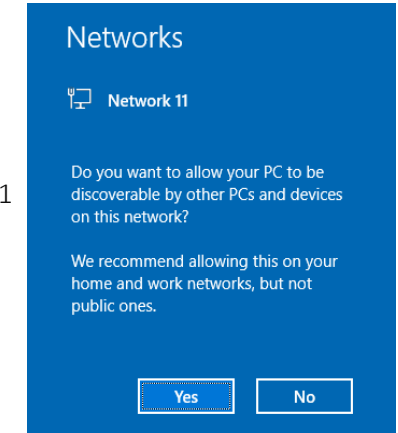 Networks
Network 11
Do you want to allow your PC to be
1
discoverable by other PCs and devices
on this network?
We recommend allowing this on your
home and work networks, but not
public ones.
Yes No